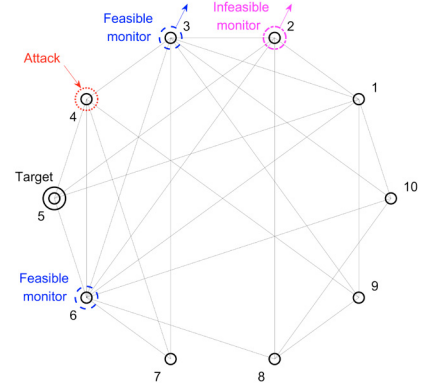 Feasible
monitor
3
Infeasible
monitor
2
Attack
4
1
Target
5
10
Feasible
monitor
6
9
7
8